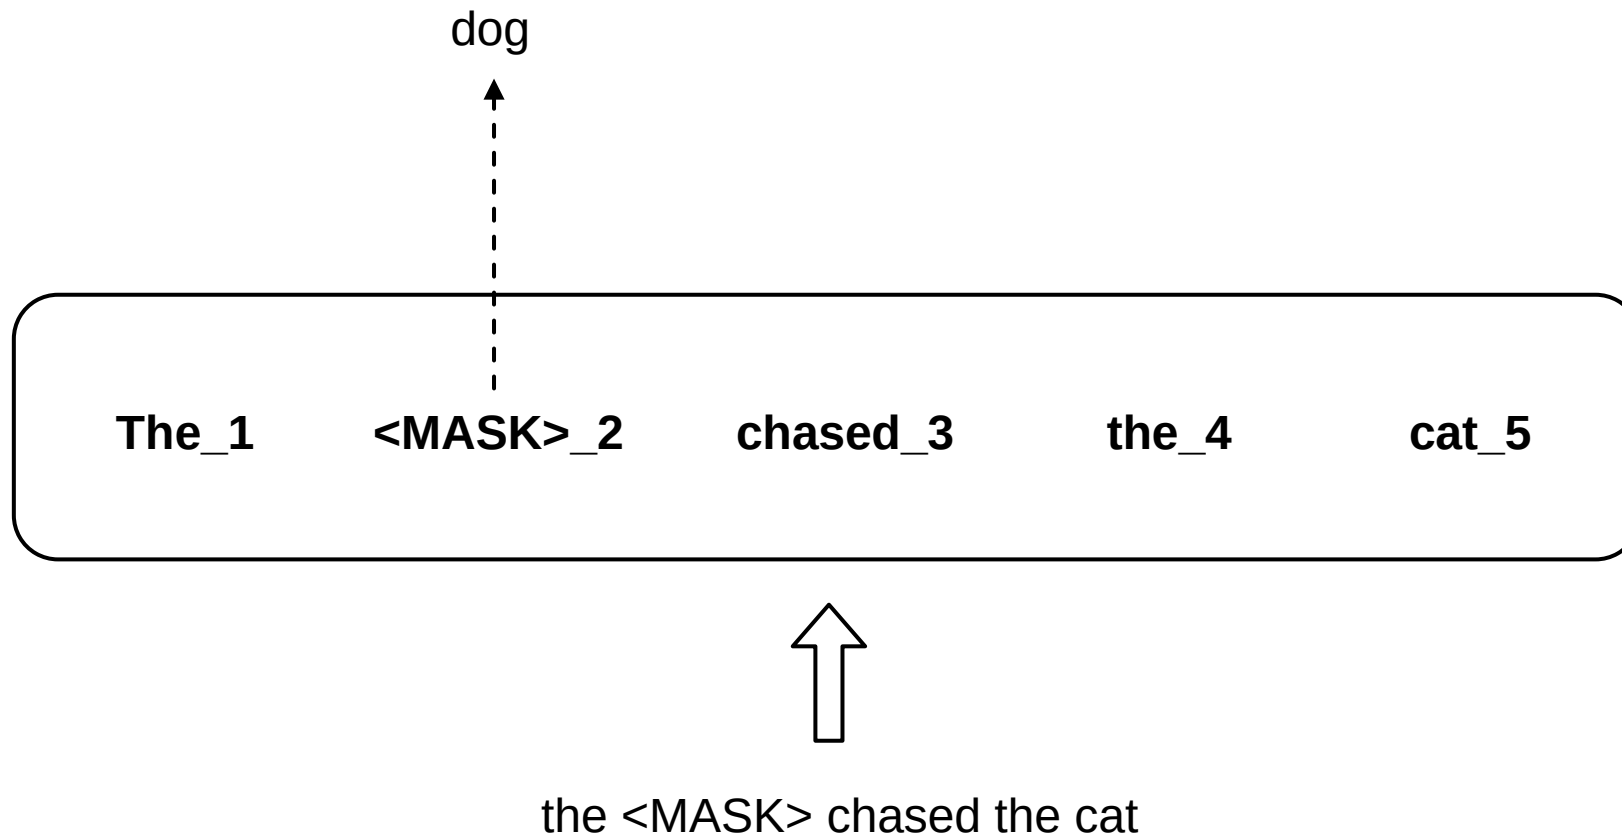 dog
The_1 <MASK>_2 chased_3 the_4 cat_5
the <MASK> chased the cat